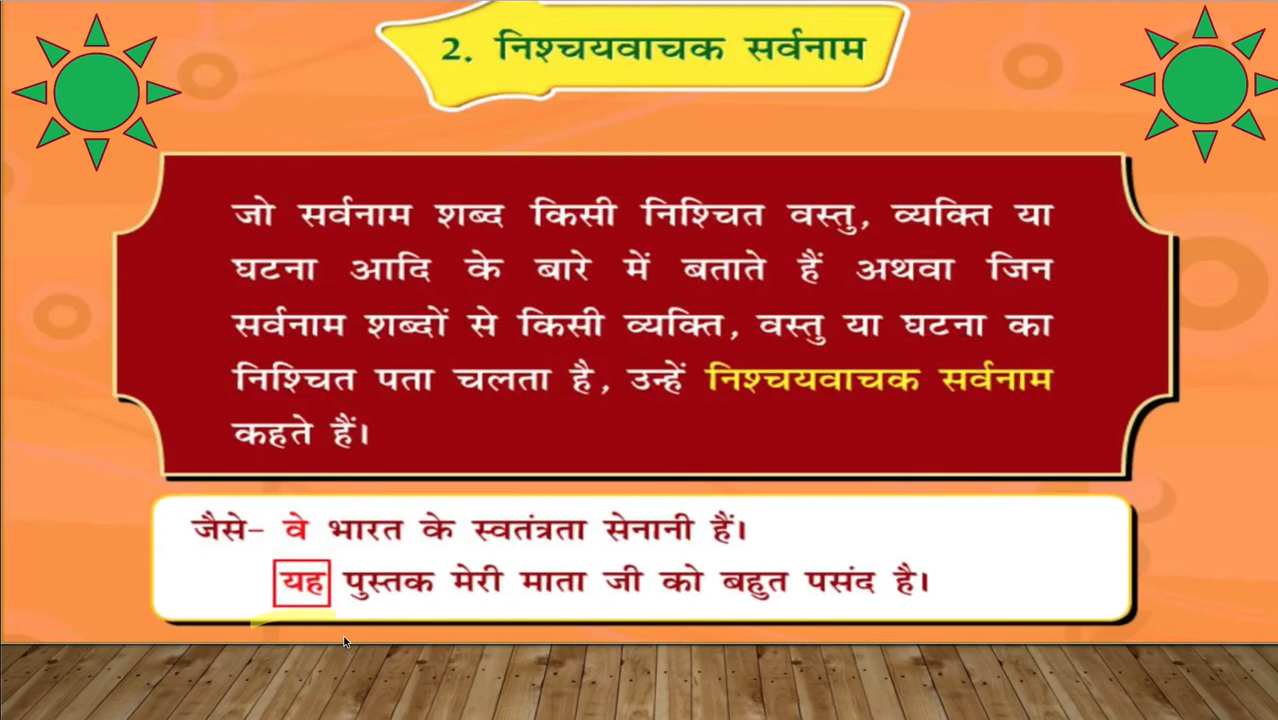 2. निश्चयवाचक सर्वनाम
जो सर्वनाम शब्द किसी निश्चित वस्तु, व्यक्ति या
घटना आदि के बारे में बताते हैं अथवा जिन
सर्वनाम शब्दों से किसी व्यक्ति, वस्तु या घटना का
निश्चित पता चलता है, उन्हें निश्चयवाचक सर्वनाम
कहते हैं।
जैसे- वे भारत के स्वतंत्रता सेनानी हैं।
यह पुस्तक मेरी माता जी को बहुत पसंद है।